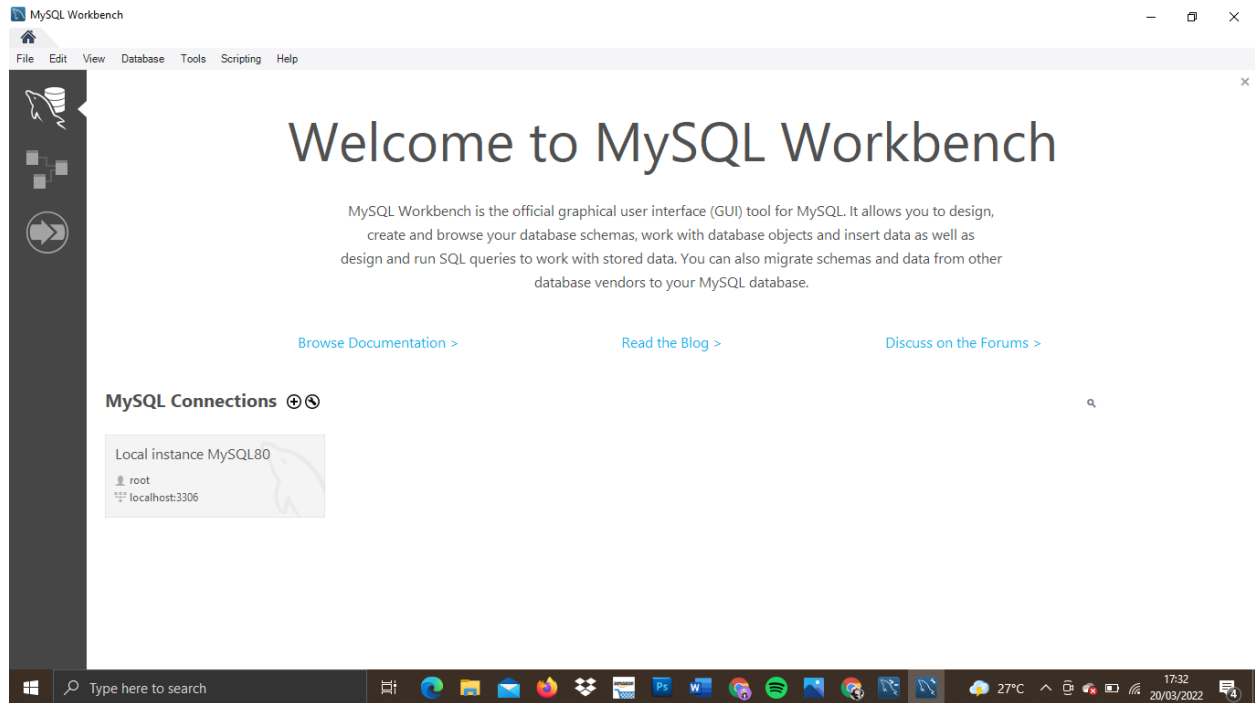 MySQL Workbench
File Edit View Database Tools Scripting Help
Welcome to MySQL Workbench
MySQL Workbench is the official graphical user interface (GUI) tool for MySQL. It allows you to design,
create and browse your database schemas, work with database objects and insert data as well as
design and run SQL queries to work with stored data. You can also migrate schemas and data from other
database vendors to your MySQL database.
Browse Documentation > Read the Blog > Discuss on the Forums >
MySQL Connections
Local instance MySQL80
root
localhost:3306
Type here to search
amazon
Ps
W
27°C
17:32
20/03/2022
4